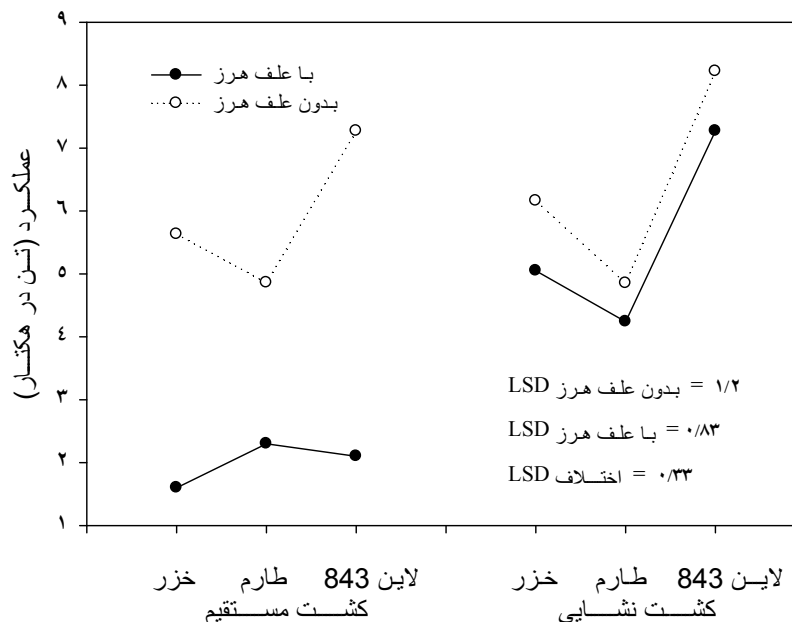 عملکرد (تن در هکتار)
۹
۸
۷
۶
۵
۴
۳
۲
۱
با علف هرز
بدون علف هرز
LSD بدون علف هرز = ۱/۲
LSD با علف هرز = ۰/۸۳
LSD اختلاف = ۰/۳۳
خزر طارم لاین 843 خزر طارم لاین 843
کشت مستقیم کشت نشایی